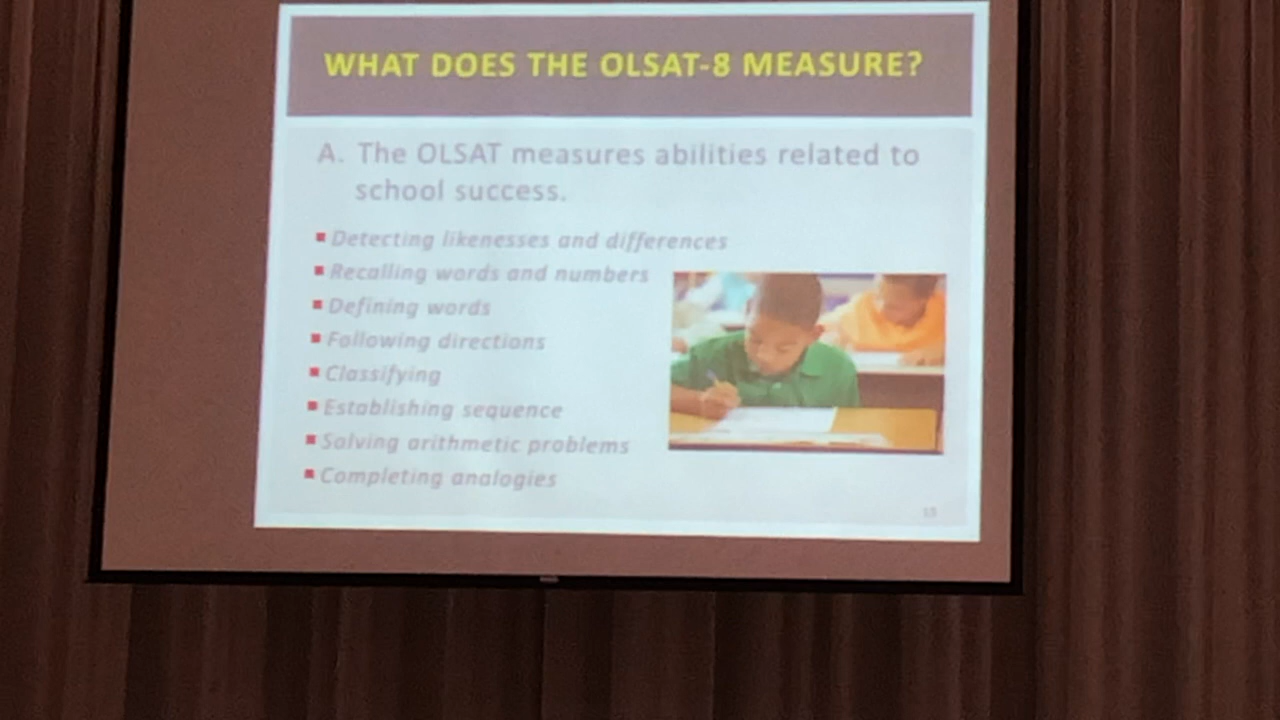 WHAT DOES THE OLSAT-8 MEASURE?
A. The OLSAT measures abilities related to
school success.
Detecting likenesses and differences
Recalling words and numbers
Defining words
Following directions
Classifying
Establishing sequence
Solving arithmetic problems
Completing analogies